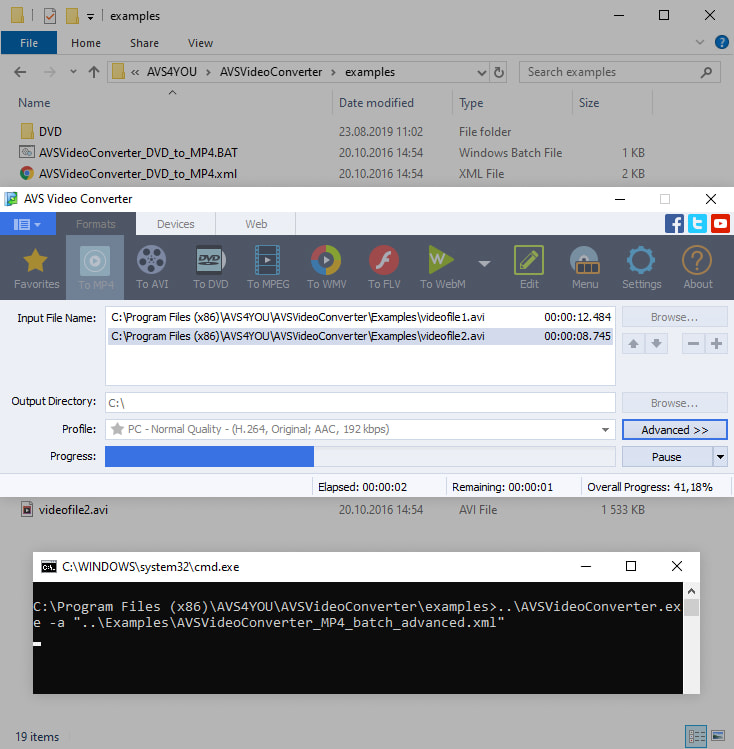 examples
File Home Share View
« AVS4YOU > AVSVideoConverter > examples Search examples
Name Date modified Type Size
DVD 23.08.2019 11:02 File folder
AVSVideoConverter_DVD_to_MP4.BAT 20.10.2016 14:54 Windows Batch File 1 KB
AVSVideoConverter_DVD_to_MP4.xml 20.10.2016 14:54 XML File 2 KB
AVS Video Converter
Formats Devices Web
DVD W
Favorites To MP4 To AVI To DVD To MPEG To WMV To FLV To WebM Edit Menu Settings About
Input File Name: C:\Program Files (x86)\AVS4YOU\AVSVideoConverter\Examples\videofile1.avi 00:00:12.484 Browse...
C:\Program Files (x86)\AVS4YOU\AVSVideoConverter\Examples\videofile2.avi 00:00:08.745
Output Directory: C:\ Browse...
Profile: PC - Normal Quality - (H.264, Original; AAC, 192 kbps) Advanced >>
Progress: Pause
Elapsed: 00:00:02 Remaining: 00:00:01 Overall Progress: 41,18%
videofile2.avi 20.10.2016 14:54 AVI File 1 533 KB
C:\WINDOWS\system32\cmd.exe
C:\Program Files (x86)\AVS4YOU\AVSVideoConverter\examples>..\AVSVideoConverter.ex
e -a "..\Examples\AVSVideoConverter_MP4_batch_advanced.xml"
19 items